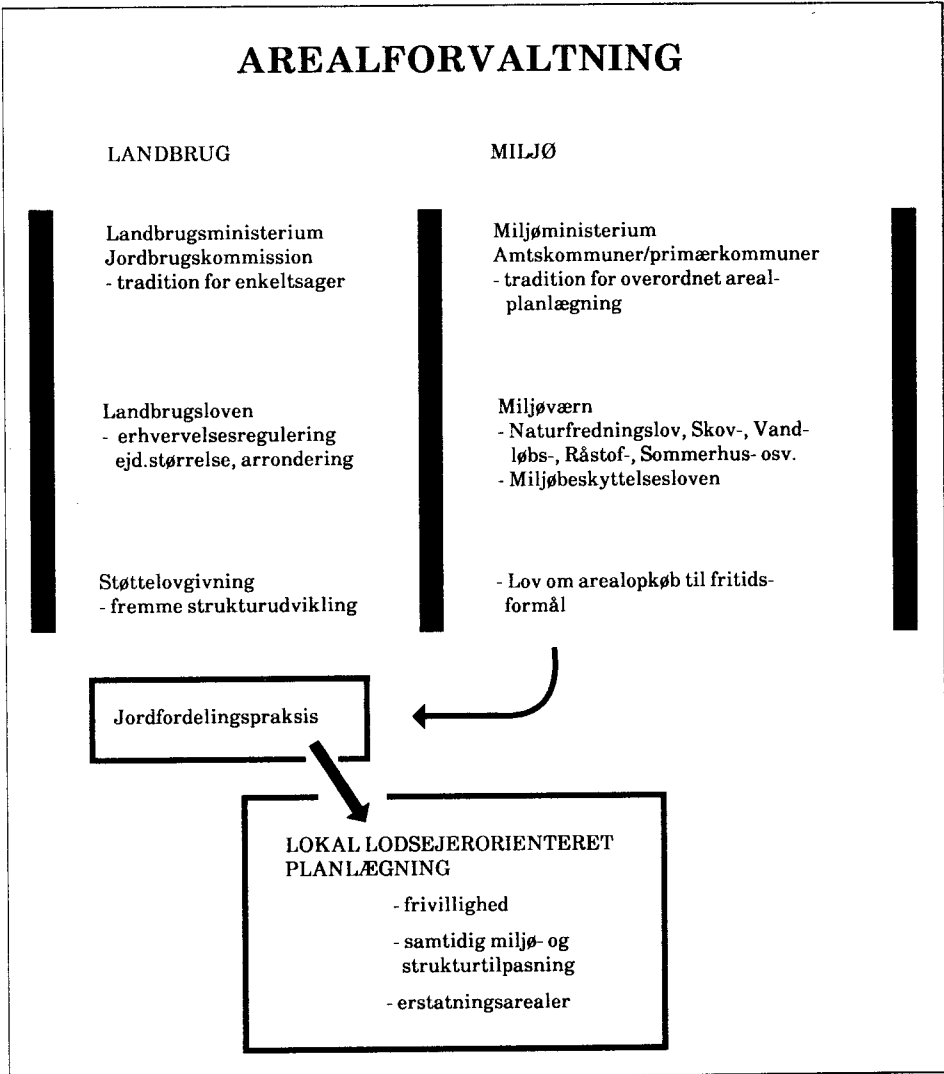 AREALFORVALTNING
LANDBRUG
Landbrugsministerium
Jordbrugskommission
- tradition for enkeltsager
Landbrugsloven
- erhvervelsesregulering
ejd.størrelse, arrondering
Støttelovgivning
- fremme strukturudvikling
MILJØ
Miljøministerium
Amtskommuner/primærkommuner
- tradition for overordnet areal-
planlægning
Miljøværn
- Naturfredningslov, Skov-, Vand-
løbs-, Råstof-, Sommerhus- osv.
- Miljøbeskyttelsesloven
- Lov om arealopkøb til fritids-
formål
Jordfordelingspraksis
LOKAL LODSEJERORIENTERET
PLANLÆGNING
- frivillighed
- samtidig miljø- og
strukturtilpasning
- erstatningsarealer